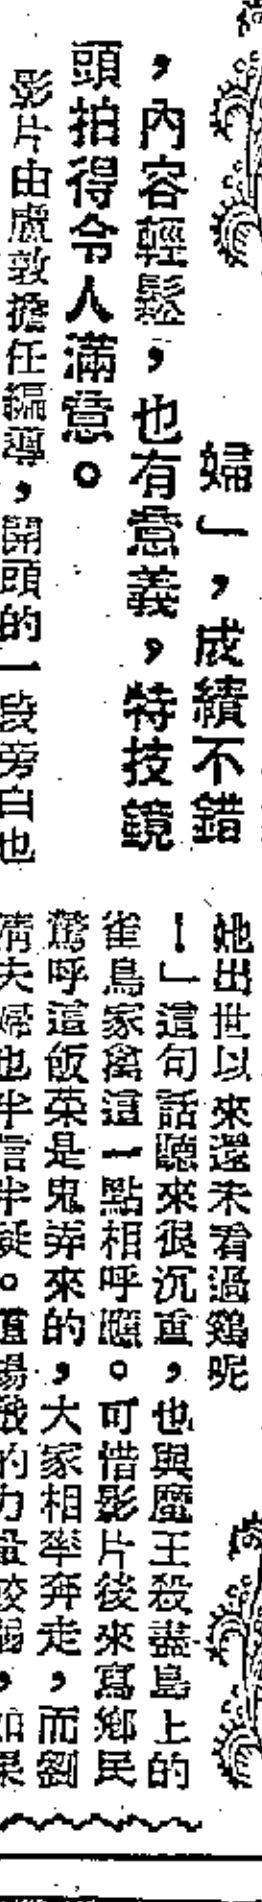 婦」，成績不錯
，內容輕鬆，也有意義，特技鏡
頭拍得令人滿意。
影片由盧敦擔任編導，開頭的一段旁白也
她出世以來還未看過鷄呢
！」這句話聽來很沉重，也與魔王殺盡島上的
雀鳥家禽這一點相呼應。可惜影片後來寫鄉民
驚呼這飯菜是鬼弄來的，大家相率奔走，而劉
清夫婦也半信半疑。這場戲的力量較弱，如果